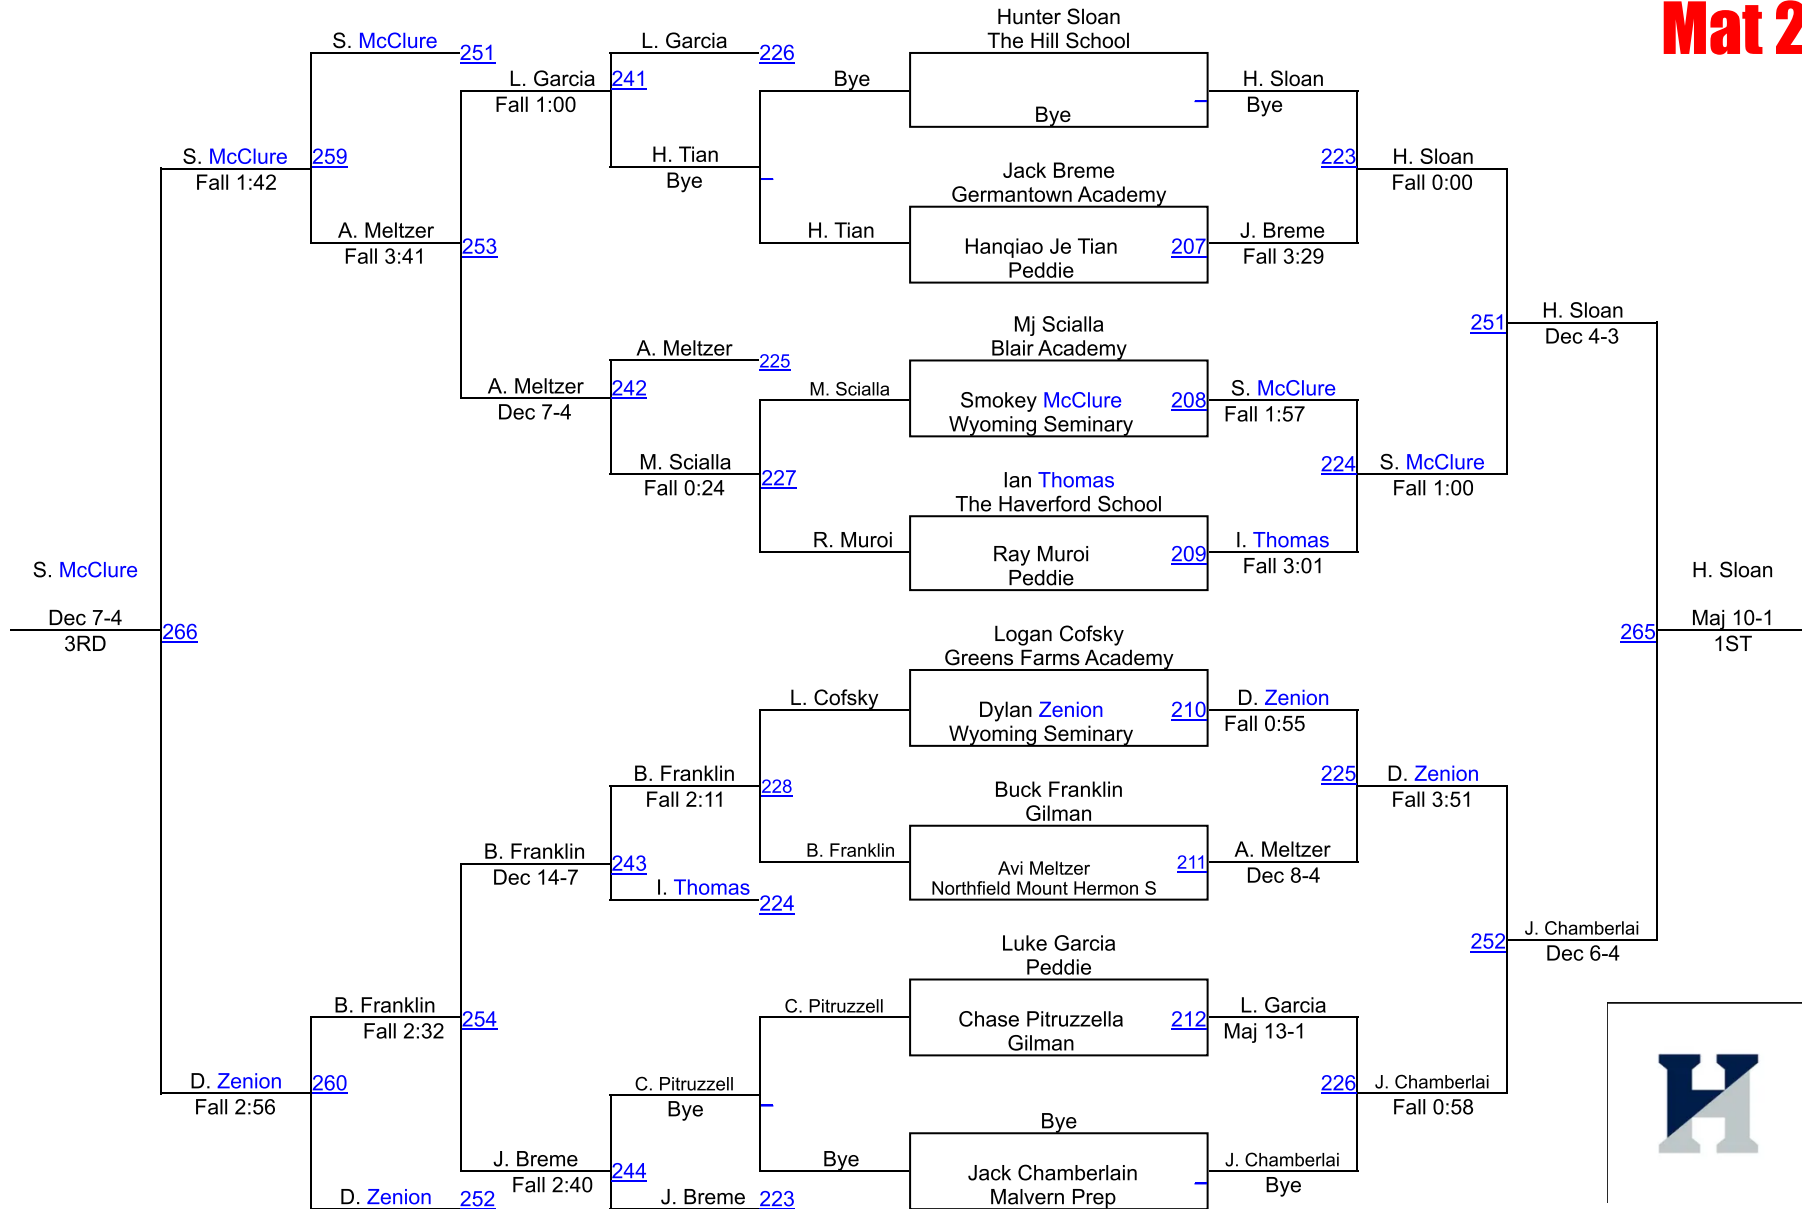 Mat 2
Hunter Sloan
The Hill School
Bye
S. McClure 251
L. Garcia 226
L. Garcia 241
Fall 1:00
Bye
H. Sloan
Bye
S. McClure 259
Fall 1:42
H. Tian
Bye
Jack Breme
Germantown Academy
Hanqiao Je Tian 207
Peddie
223 H. Sloan
Fall 0:00
A. Meltzer 253
Fall 3:41
H. Tian
J. Breme
Fall 3:29
Mj Scialla
Blair Academy
Smokey McClure 208
Wyoming Seminary
251 H. Sloan
Dec 4-3
A. Meltzer 225
A. Meltzer 242
Dec 7-4
M. Scialla
S. McClure
Fall 1:57
M. Scialla 227
Fall 0:24
Ian Thomas
The Haverford School
Ray Muroi 209
Peddie
224 S. McClure
Fall 1:00
R. Muroi
I. Thomas
Fall 3:01
S. McClure
Dec 7-4
3RD
266
H. Sloan
265 Maj 10-1
1ST
Logan Cofsky
Greens Farms Academy
Dylan Zenion 210
Wyoming Seminary
L. Cofsky
D. Zenion
Fall 0:55
B. Franklin 228
Fall 2:11
Buck Franklin
Gilman
Avi Meltzer 211
Northfield Mount Hermon S
225 D. Zenion
Fall 3:51
B. Franklin 243
Dec 14-7
B. Franklin
A. Meltzer
Dec 8-4
I. Thomas 224
Luke Garcia
Peddie
Chase Pitruzzella 212
Gilman
252 J. Chamberlai
Dec 6-4
B. Franklin 254
Fall 2:32
C. Pitruzzell
L. Garcia
Maj 13-1
D. Zenion 260
Fall 2:56
C. Pitruzzell
Bye
226 J. Chamberlai
Fall 0:58
Bye
Jack Chamberlain
Malvern Prep
J. Breme 244
Fall 2:40
Bye
J. Chamberlai
Bye
D. Zenion 252
J. Breme 223
H